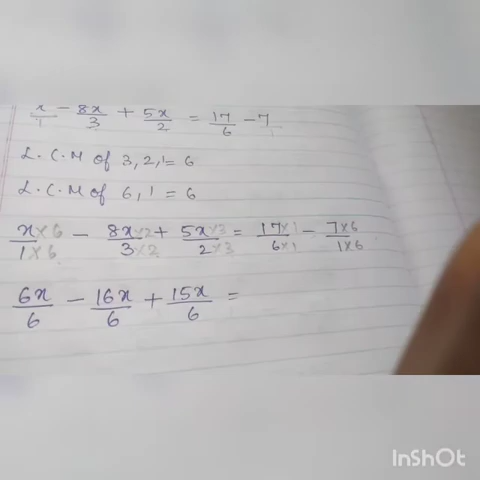 x/1 - 8x/3 + 5x/2 = 17/6 - 7/1
L.C.M of 3,2,1 = 6
L.C.M of 6,1 = 6
x×6/1×6 - 8x×2/3×2 + 5x×3/2×3 = 17×1/6×1 - 7×6/1×6
6x/6 - 16x/6 + 15x/6 =
InShOt